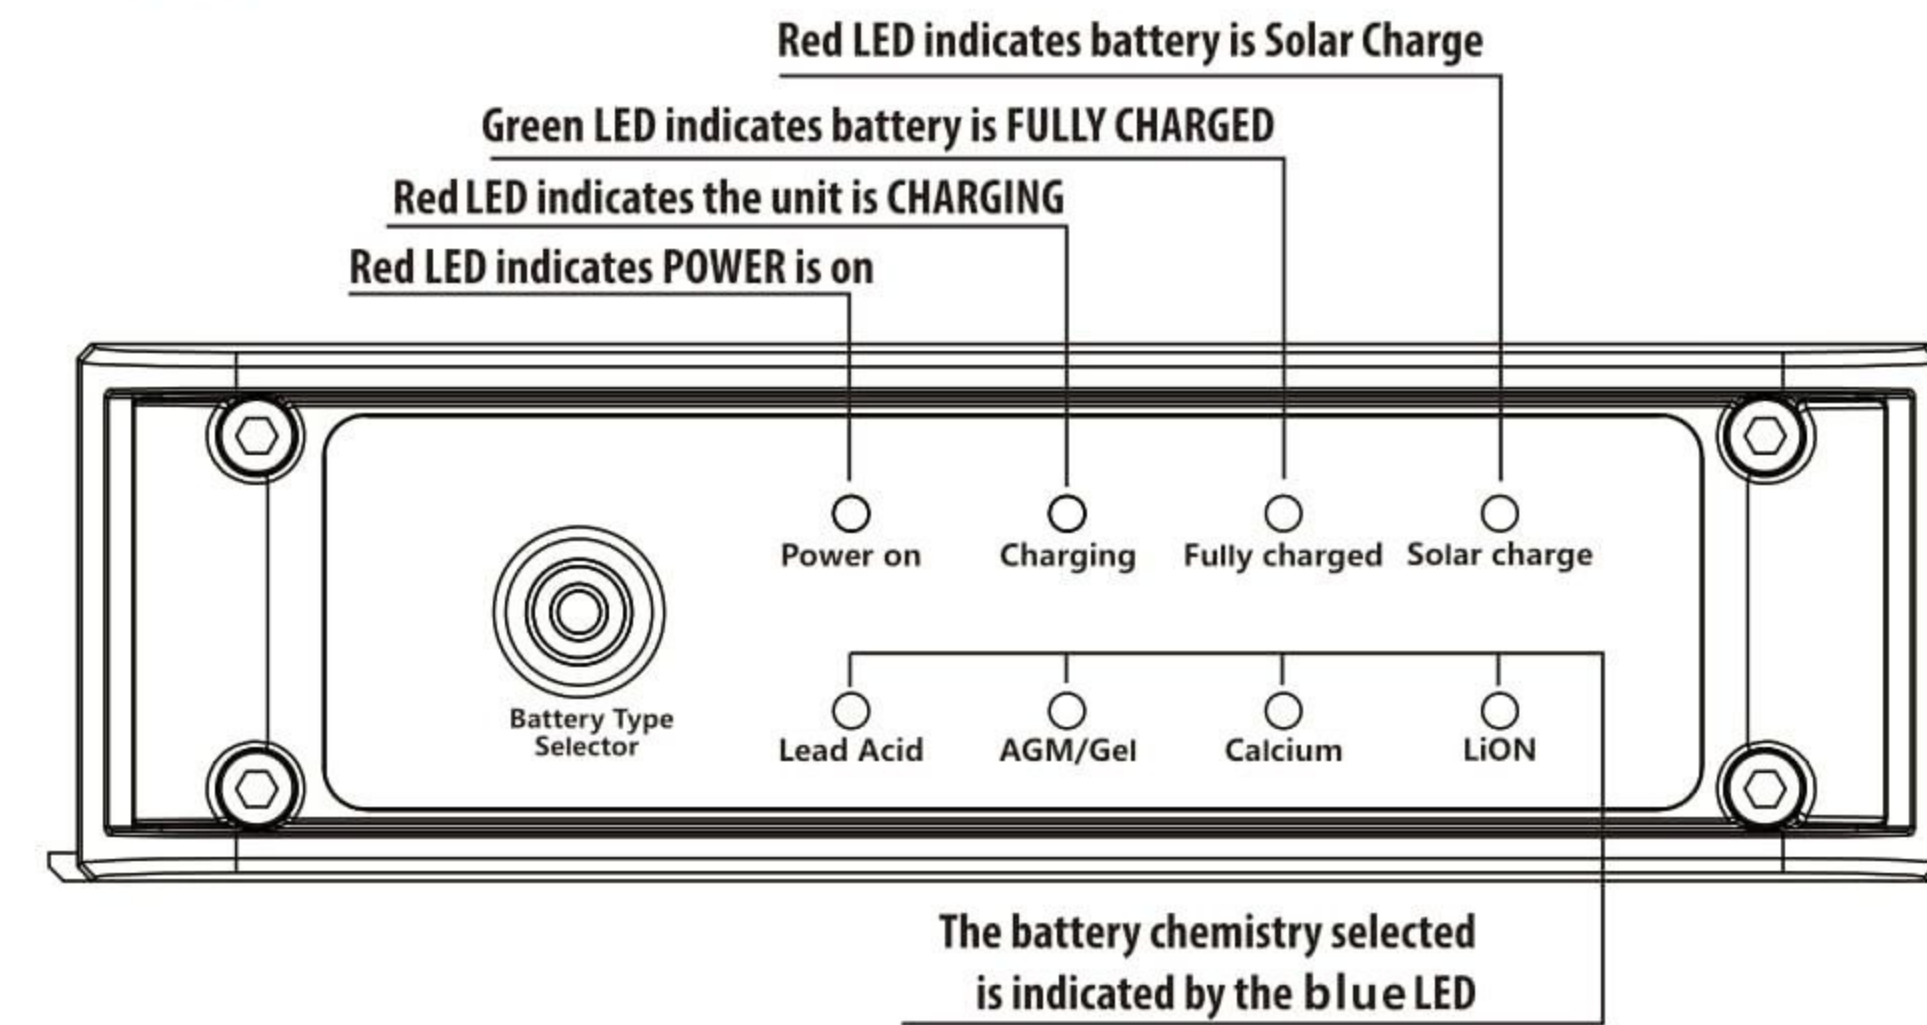 Red LED indicates battery is Solar Charge
Green LED indicates battery is FULLY CHARGED
Red LED indicates the unit is CHARGING
Red LED indicates POWER is on
Power on
Charging
Fully charged
Solar charge
Battery Type
Selector
Lead Acid
AGM/Gel
Calcium
LiON
The battery chemistry selected
is indicated by the blue LED